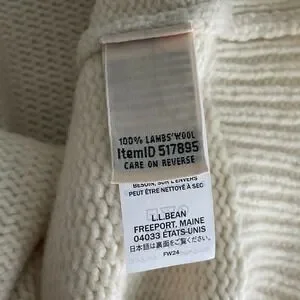 100% LAMBS' WOOL
ItemID 517895
CARE ON REVERSE
BESOIN, SUR L'ENVERS
PEUT ÊTRE NETTOYÉ À SEC
L.L.BEAN
FREEPORT, MAINE
04033 ÉTATS-UNIS
日本語は裏面をご覧ください。
FW24